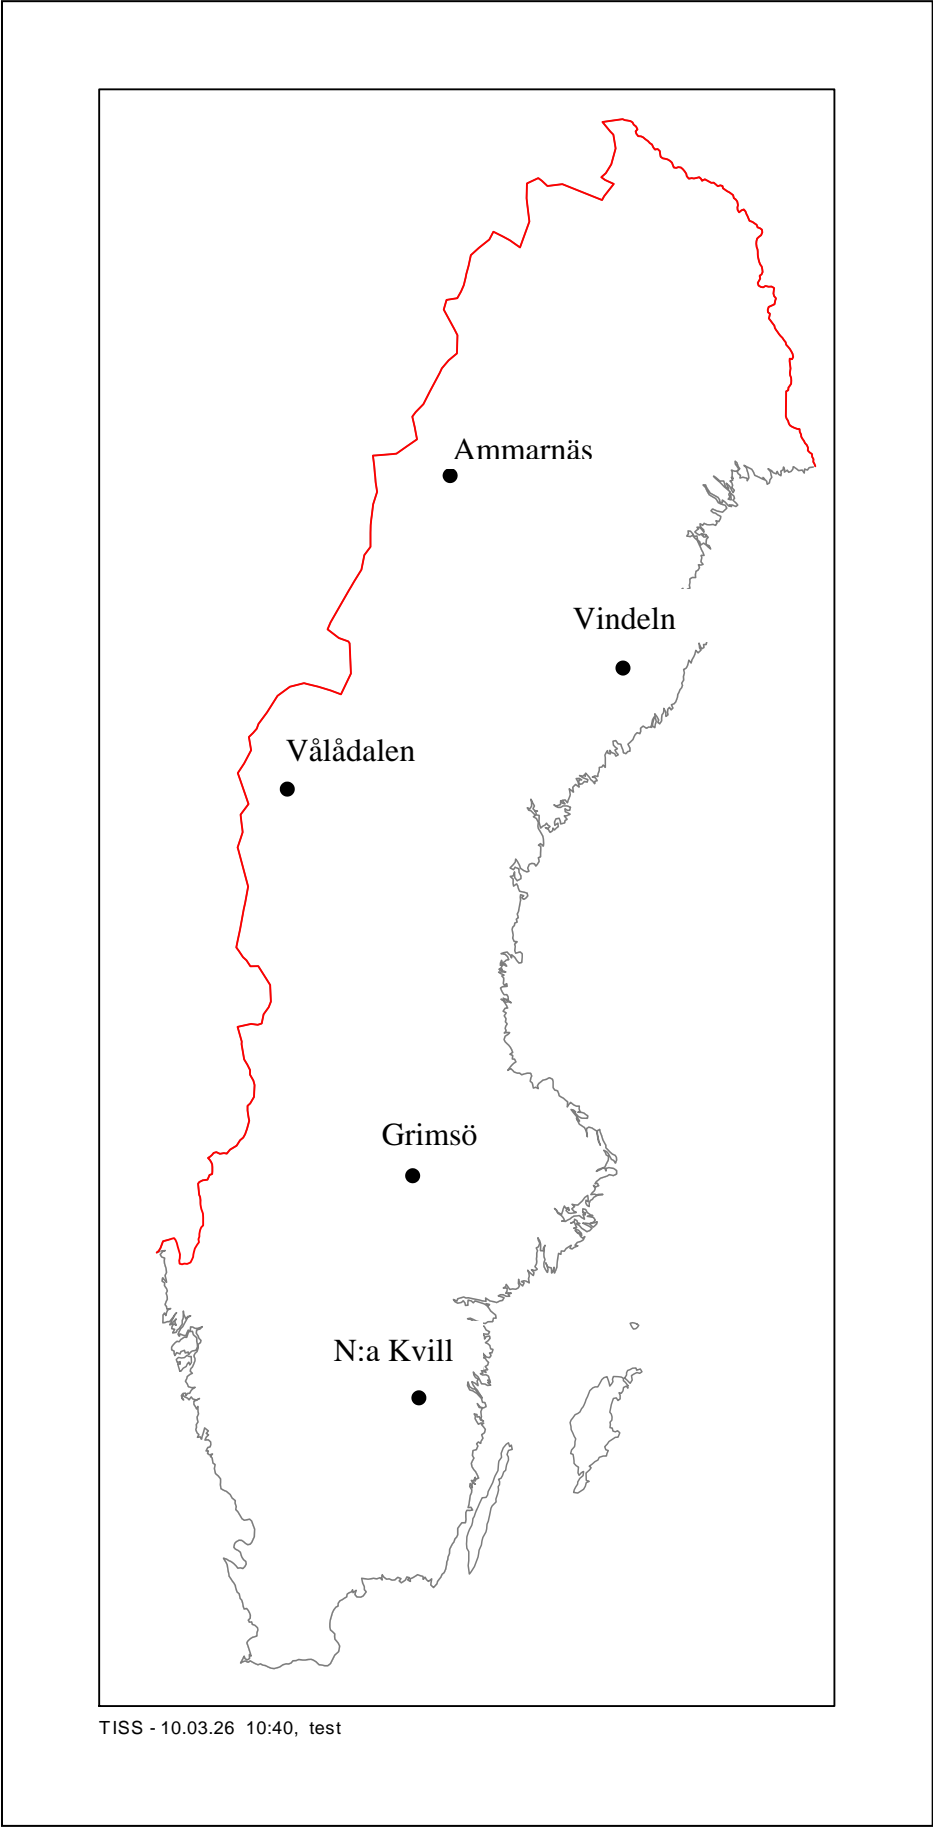 Ammarnäs
Vindeln
Vålådalen
Grimsö
N:a Kvill
TISS - 10.03.26 10:40, test